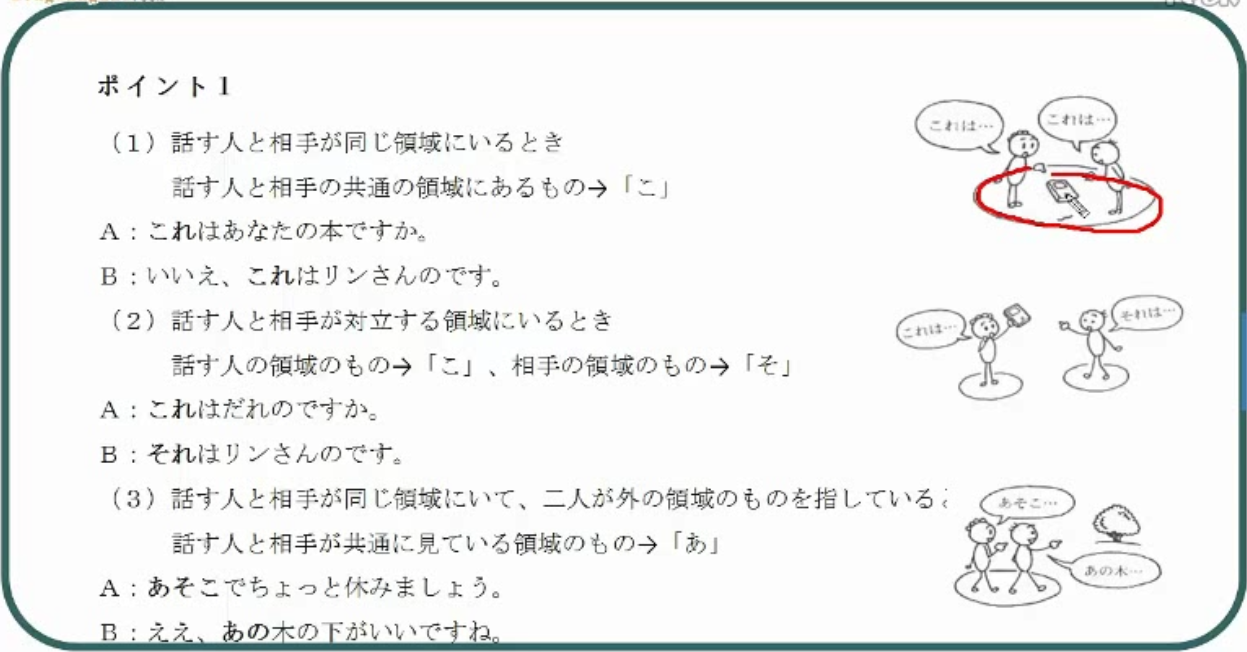 ポイント1
（1）話す人と相手が同じ領域にいるとき
話す人と相手の共通の領域にあるもの→「こ」
A：これはあなたの本ですか。
B：いいえ、これはリンさんのです。
（2）話す人と相手が対立する領域にいるとき
話す人の領域のもの→「こ」、相手の領域のもの→「そ」
A：これはだれのですか。
B：それはリンさんのです。
（3）話す人と相手が同じ領域にいて、二人が外の領域のものを指している
話す人と相手が共通に見ている領域のもの→「あ」
A：あそこでちょっと休みましょう。
B：ええ、あの木の下がいいですね。
これは…
これは…
これは…
それは…
あそこ…
あの木…